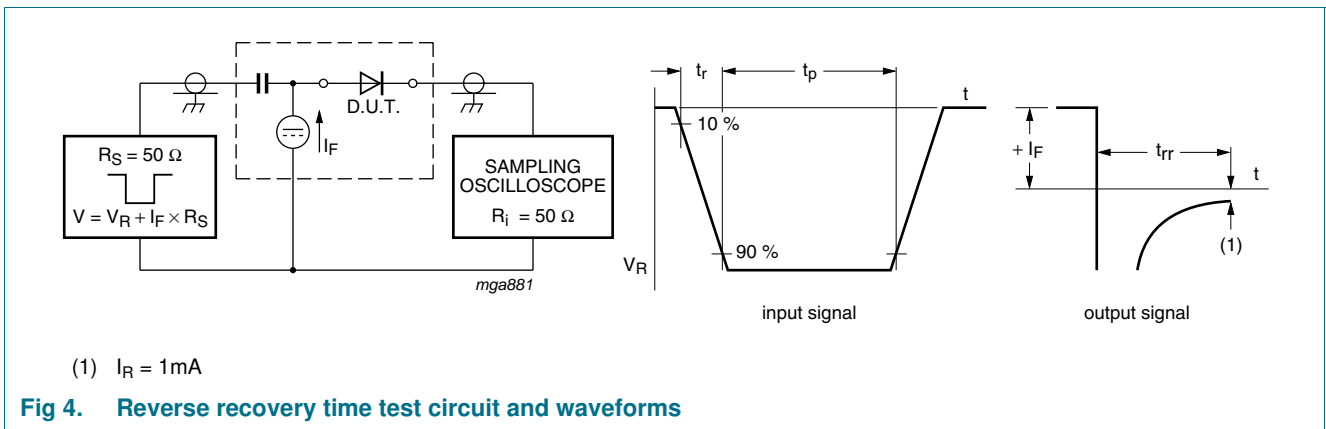 R_S = 50 Ω
V = V_R + I_F × R_S
D.U.T.
I_F
SAMPLING
OSCILLOSCOPE
R_i = 50 Ω
mga881
t_r
t_p
t
10 %
90 %
V_R
input signal
+ I_F
t_rr
t
(1)
output signal
(1) I_R = 1mA
Fig 4. Reverse recovery time test circuit and waveforms